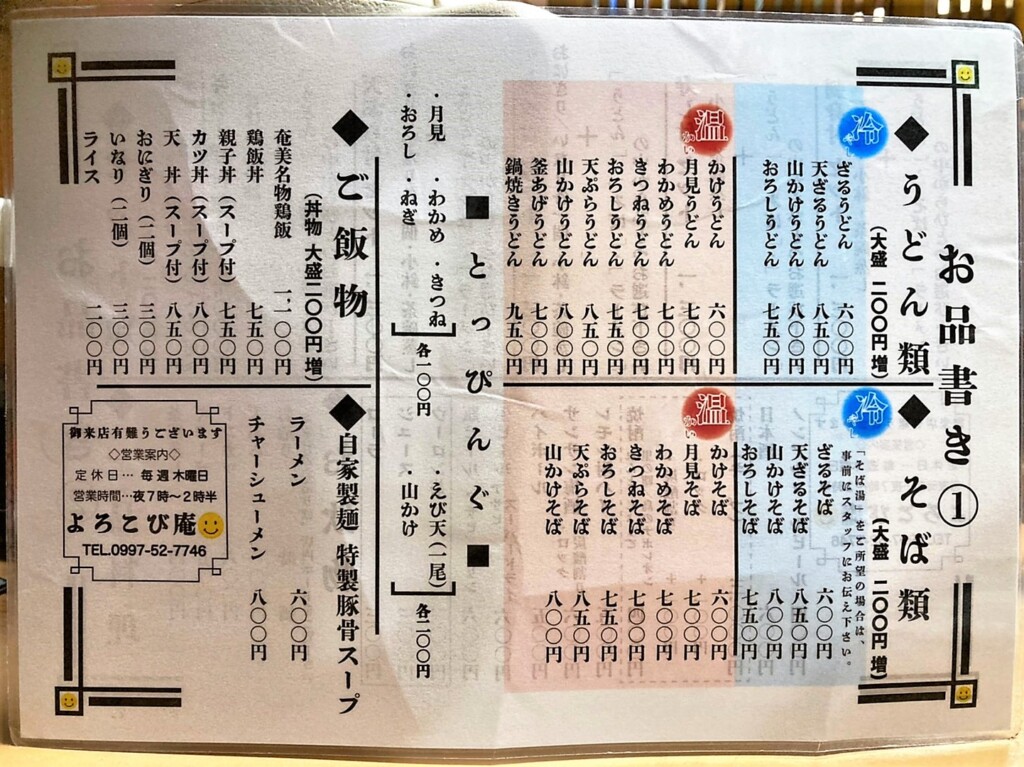 お品書き①
◆うどん類
(大盛 二〇〇円増)
冷
ざるうどん 六〇〇円
天ざるうどん 八五〇円
山かけうどん 八〇〇円
おろしうどん 七五〇円
温
かけうどん 六〇〇円
月見うどん 七〇〇円
わかめうどん 七〇〇円
きつねうどん 七〇〇円
おろしうどん 七五〇円
天ぷらうどん 八五〇円
山かけうどん 八〇〇円
釜あげうどん 七〇〇円
鍋焼きうどん 九五〇円
◆そば類
(大盛 二〇〇円増)
「そば湯」をご所望の場合は、
事前にスタッフにお伝え下さい。
冷
ざるそば 六〇〇円
天ざるそば 八五〇円
山かけそば 八〇〇円
おろしそば 七五〇円
温
かけそば 六〇〇円
月見そば 七〇〇円
わかめそば 七〇〇円
きつねそば 七〇〇円
おろしそば 七五〇円
天ぷらそば 八五〇円
山かけそば 八〇〇円
■とっぴんぐ■
・月見 ・わかめ ・きつね
・おろし ・ねぎ
各一〇〇円
・えび天(一尾)
・山かけ
各二〇〇円
◆ご飯物
(丼物 大盛二〇〇円増)
奄美名物鶏飯 一一〇〇円
鶏飯丼 七五〇円
親子丼(スープ付) 七五〇円
カツ丼(スープ付) 八〇〇円
天 丼(スープ付) 八五〇円
おにぎり(二個) 三〇〇円
いなり(二個) 三〇〇円
ライス 二〇〇円
◆自家製麺 特製豚骨スープ
ラーメン 六〇〇円
チャーシューメン 八〇〇円
御来店有難うございます
◇営業案内◇
定休日…毎週木曜日
営業時間…夜7時〜2時半
よろとび庵
TEL.0997-52-7746